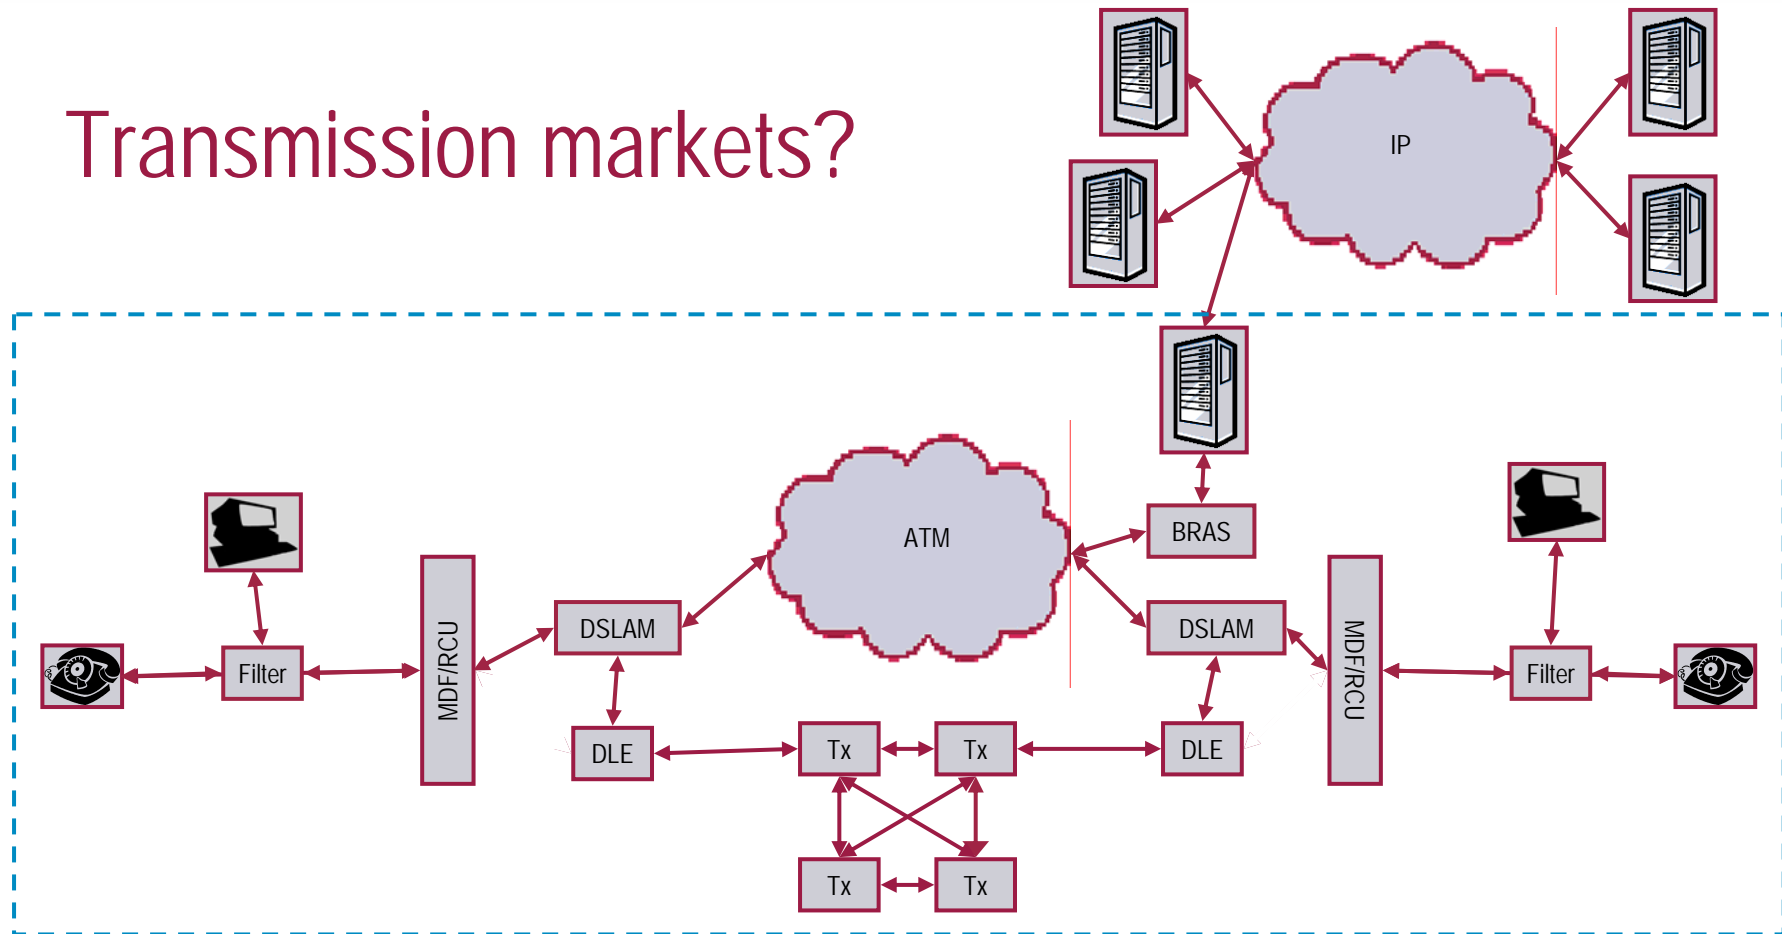 Transmission markets?
IP
ATM
BRAS
DSLAM
DSLAM
MDF/RCU
MDF/RCU
Filter
Filter
DLE
Tx
Tx
DLE
Tx
Tx